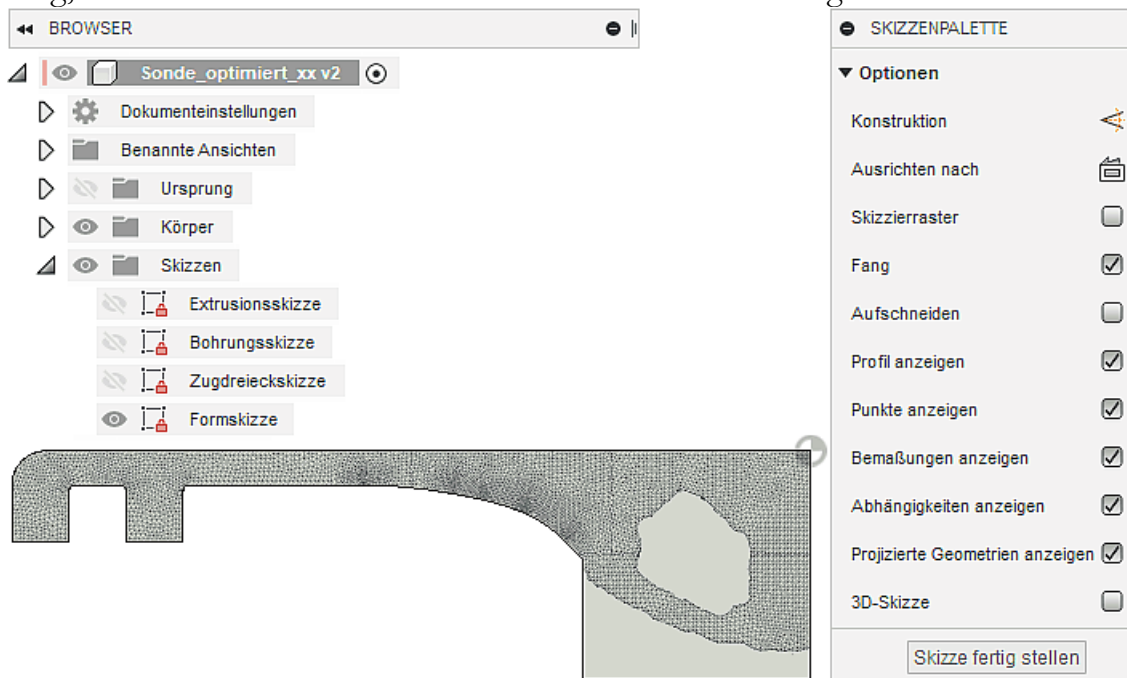 BROWSER
Sonde_optimiert_xx v2
Dokumenteinstellungen
Benannte Ansichten
Ursprung
Körper
Skizzen
Extrusionsskizze
Bohrungsskizze
Zugdreieckskizze
Formskizze
SKIZZENPALETTE
Optionen
Konstruktion
Ausrichten nach
Skizzierraster
Fang
Aufschneiden
Profil anzeigen
Punkte anzeigen
Bemaßungen anzeigen
Abhängigkeiten anzeigen
Projizierte Geometrien anzeigen
3D-Skizze
Skizze fertig stellen